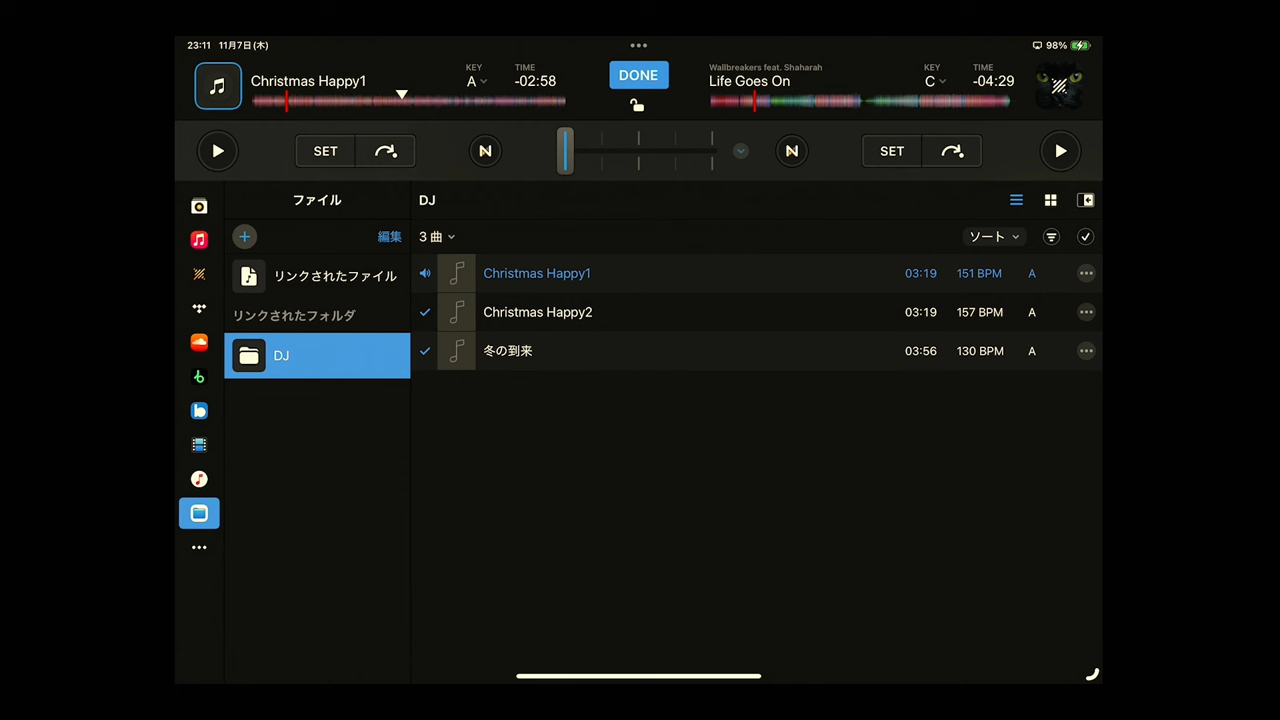 23:11 11月7日(木)
98%
Christmas Happy1
KEY
A
TIME
-02:58
DONE
Wallbreakers feat. Shaharah
Life Goes On
KEY
C
TIME
-04:29
SET
N
N
SET
ファイル
DJ
編集
3 曲
ソート
リンクされたファイル
Christmas Happy1 03:19 151 BPM A
リンクされたフォルダ
Christmas Happy2 03:19 157 BPM A
DJ
冬の到来 03:56 130 BPM A